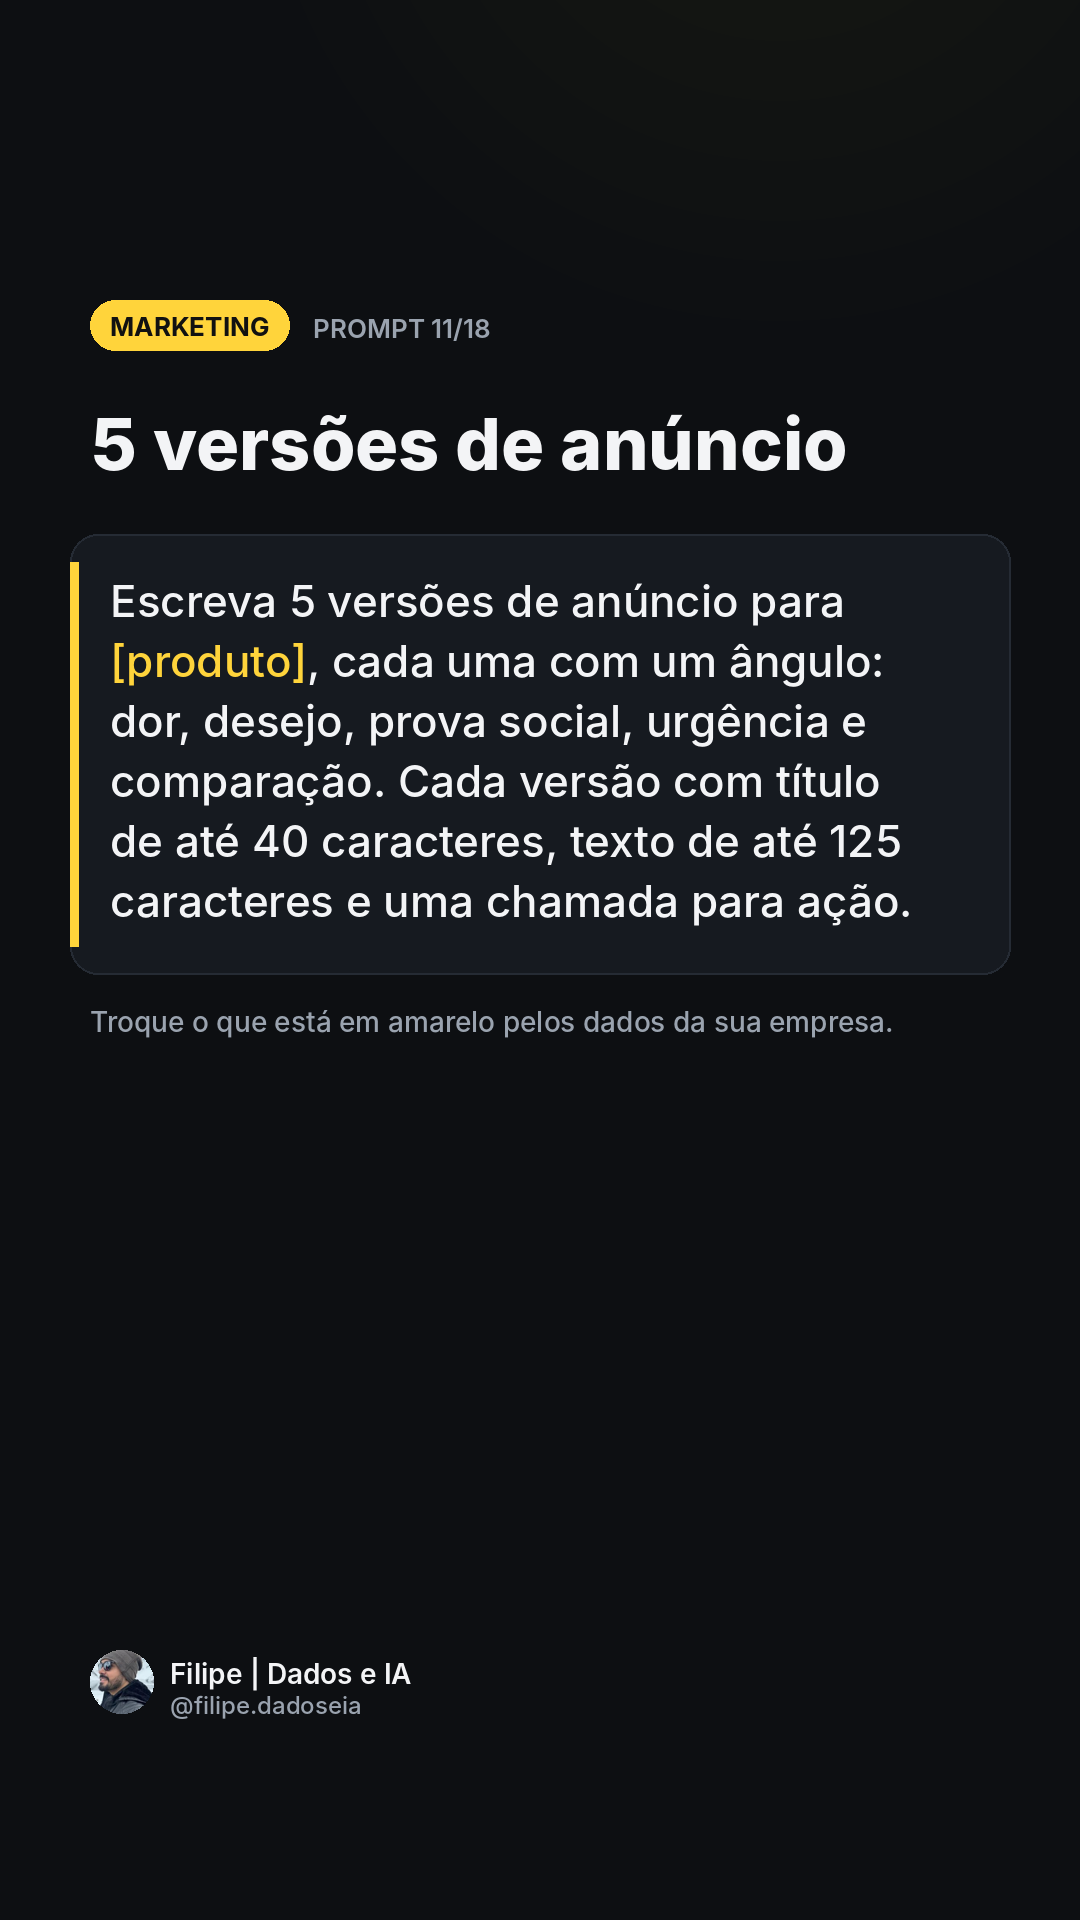 MARKETING PROMPT 11/18
5 versões de anúncio
Escreva 5 versões de anúncio para
[produto], cada uma com um ângulo:
dor, desejo, prova social, urgência e
comparação. Cada versão com título
de até 40 caracteres, texto de até 125
caracteres e uma chamada para ação.
Troque o que está em amarelo pelos dados da sua empresa.
Filipe | Dados e IA
@filipe.dadoseia